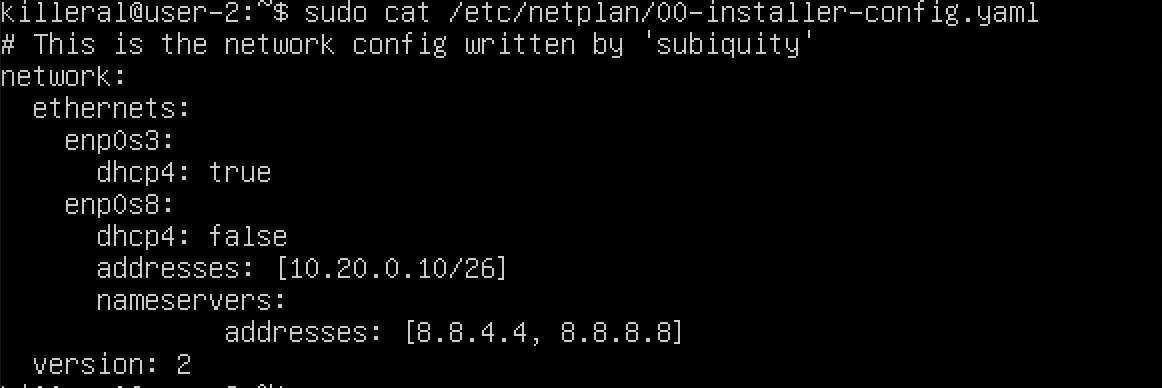 killeral@user-2:~$ sudo cat /etc/netplan/00-installer-config.yaml
# This is the network config written by 'subiquity'
network:
  ethernets:
    enp0s3:
      dhcp4: true
    enp0s8:
      dhcp4: false
      addresses: [10.20.0.10/26]
      nameservers:
              addresses: [8.8.4.4, 8.8.8.8]
  version: 2